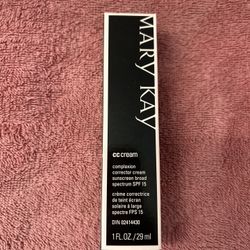 MARY KAY
cc cream
complexion
corrector cream
sunscreen broad
spectrum SPF 15
crème correctrice
de teint écran
solaire à large
spectre FPS 15
DIN 02414430
1 FL. OZ. / 29 ml